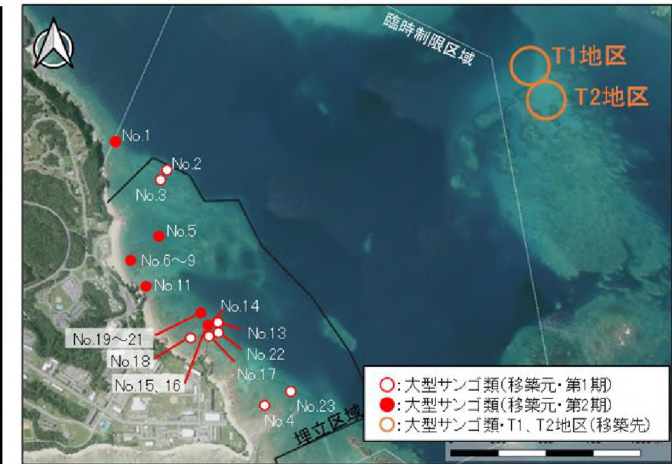 臨時制限区域
T1地区
T2地区
No.1
No.2
No.3
No.5
No.6~9
No.11
No.14
No.19~21
No.13
No.18
No.22
No.15、16
No.17
No.23
No.4
埋立区域
○:大型サンゴ類(移築元・第1期)
●:大型サンゴ類(移築元・第2期)
○:大型サンゴ類・T1、T2地区(移築先)